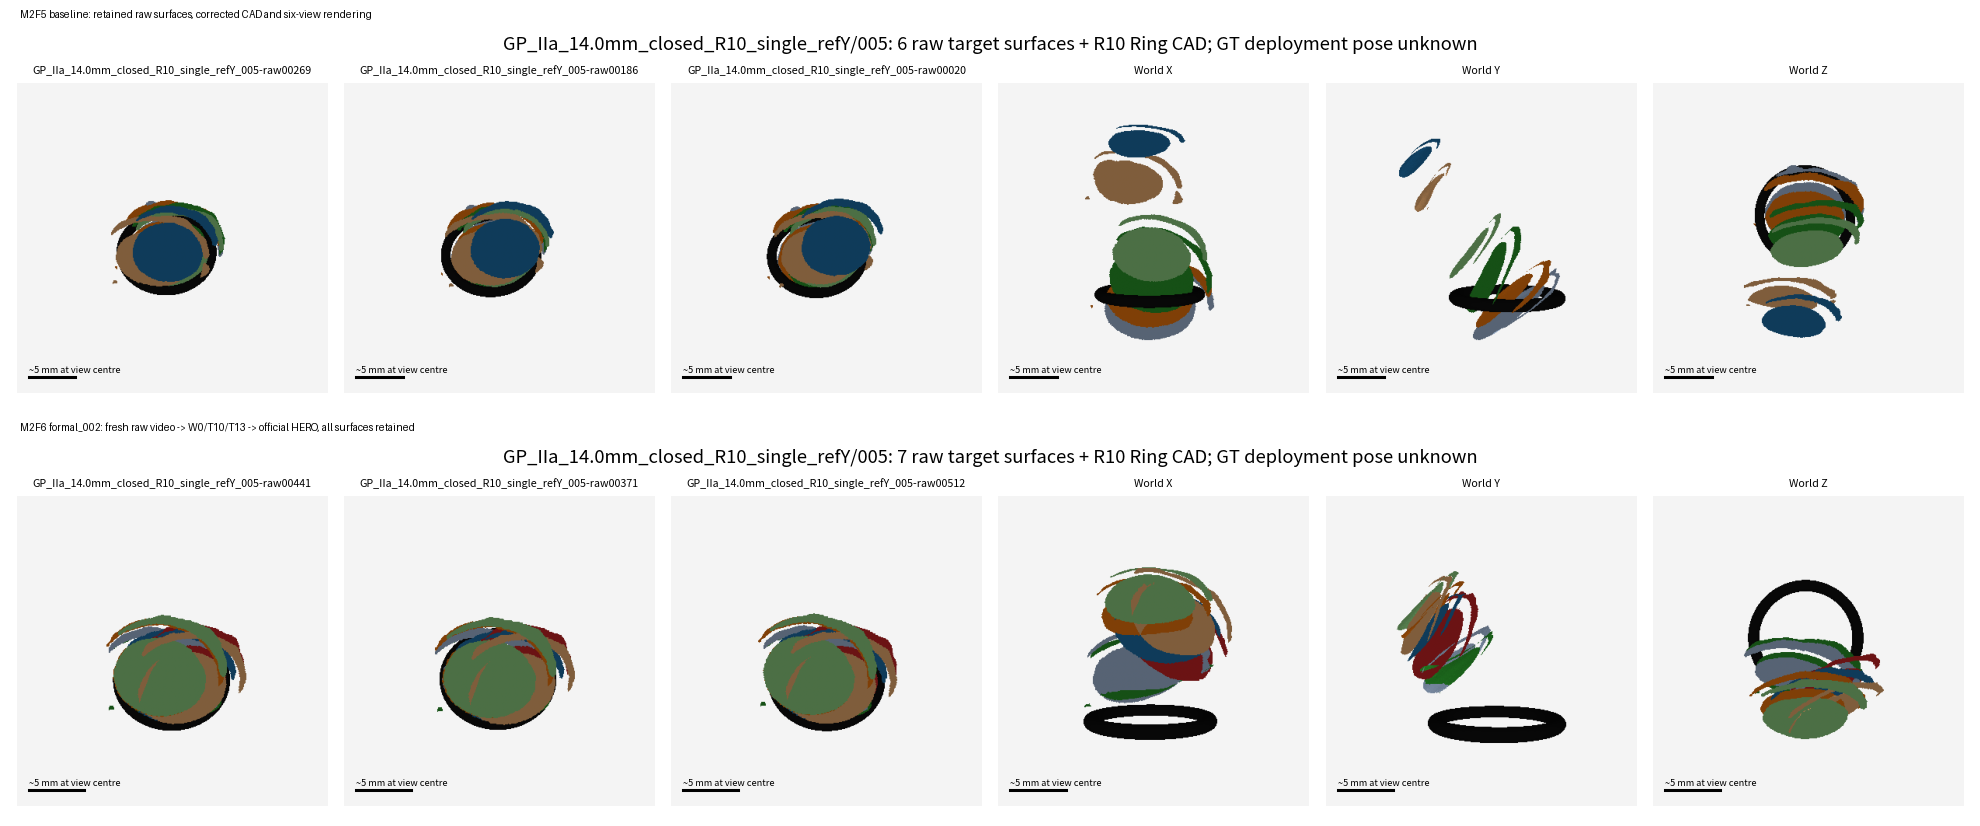 M2F5 baseline: retained raw surfaces, corrected CAD and six-view rendering
GP_IIa_14.0mm_closed_R10_single_refY/005: 6 raw target surfaces + R10 Ring CAD; GT deployment pose unknown
GP_IIa_14.0mm_closed_R10_single_refY_005-raw00269
GP_IIa_14.0mm_closed_R10_single_refY_005-raw00186
GP_IIa_14.0mm_closed_R10_single_refY_005-raw00020
World X
World Y
World Z
~5 mm at view centre
~5 mm at view centre
~5 mm at view centre
~5 mm at view centre
~5 mm at view centre
~5 mm at view centre
M2F6 formal_002: fresh raw video -> W0/T10/T13 -> official HERO, all surfaces retained
GP_IIa_14.0mm_closed_R10_single_refY/005: 7 raw target surfaces + R10 Ring CAD; GT deployment pose unknown
GP_IIa_14.0mm_closed_R10_single_refY_005-raw00441
GP_IIa_14.0mm_closed_R10_single_refY_005-raw00371
GP_IIa_14.0mm_closed_R10_single_refY_005-raw00512
World X
World Y
World Z
~5 mm at view centre
~5 mm at view centre
~5 mm at view centre
~5 mm at view centre
~5 mm at view centre
~5 mm at view centre